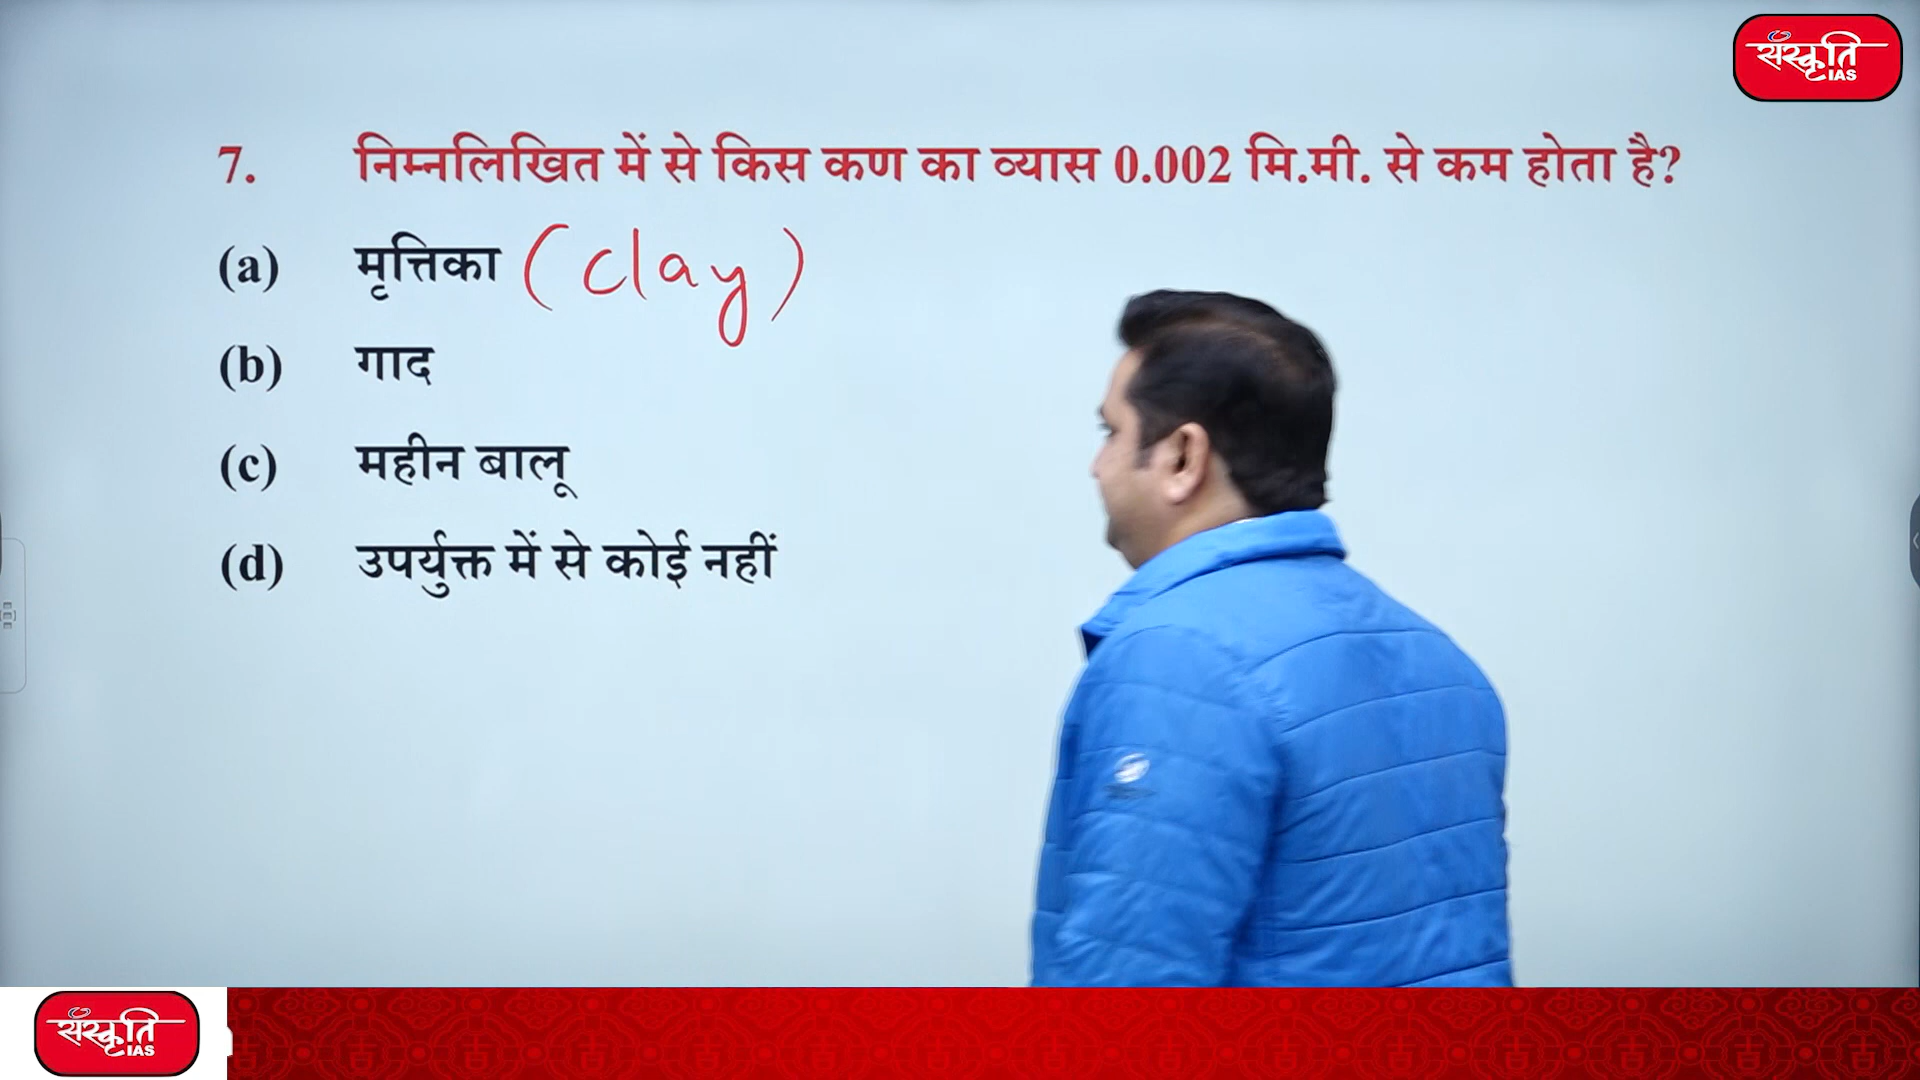 संस्कृति
IAS
7. निम्नलिखित में से किस कण का व्यास 0.002 मि.मी. से कम होता है?
(a) मृत्तिका (clay)
(b) गाद
(c) महीन बालू
(d) उपर्युक्त में से कोई नहीं
संस्कृति
IAS